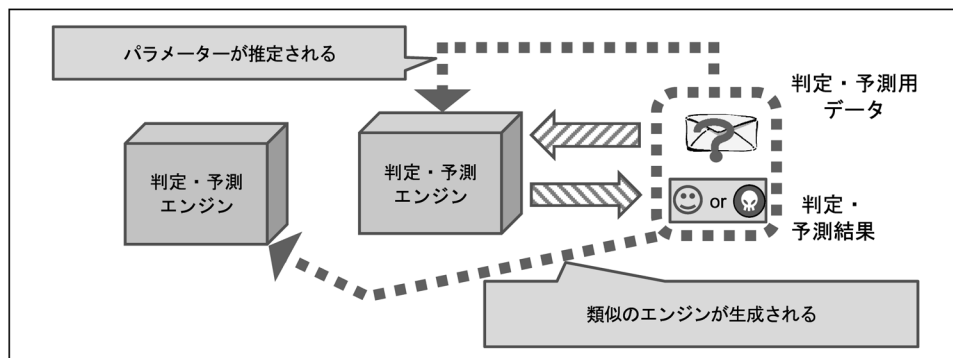 パラメーターが推定される
判定・予測用
データ
?
判定・予測
エンジン
判定・予測
エンジン
or
判定・
予測結果
類似のエンジンが生成される